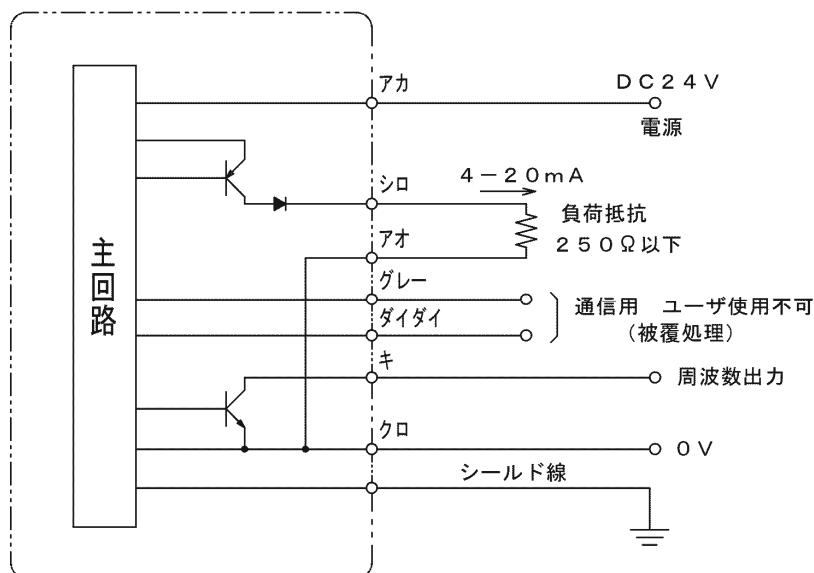 アカ
DC24V
電源
シロ
4-20mA
負荷抵抗
250Ω以下
アオ
主回路
グレー
ダイダイ
通信用 ユーザ使用不可
(被覆処理)
キ
周波数出力
クロ
0V
シールド線